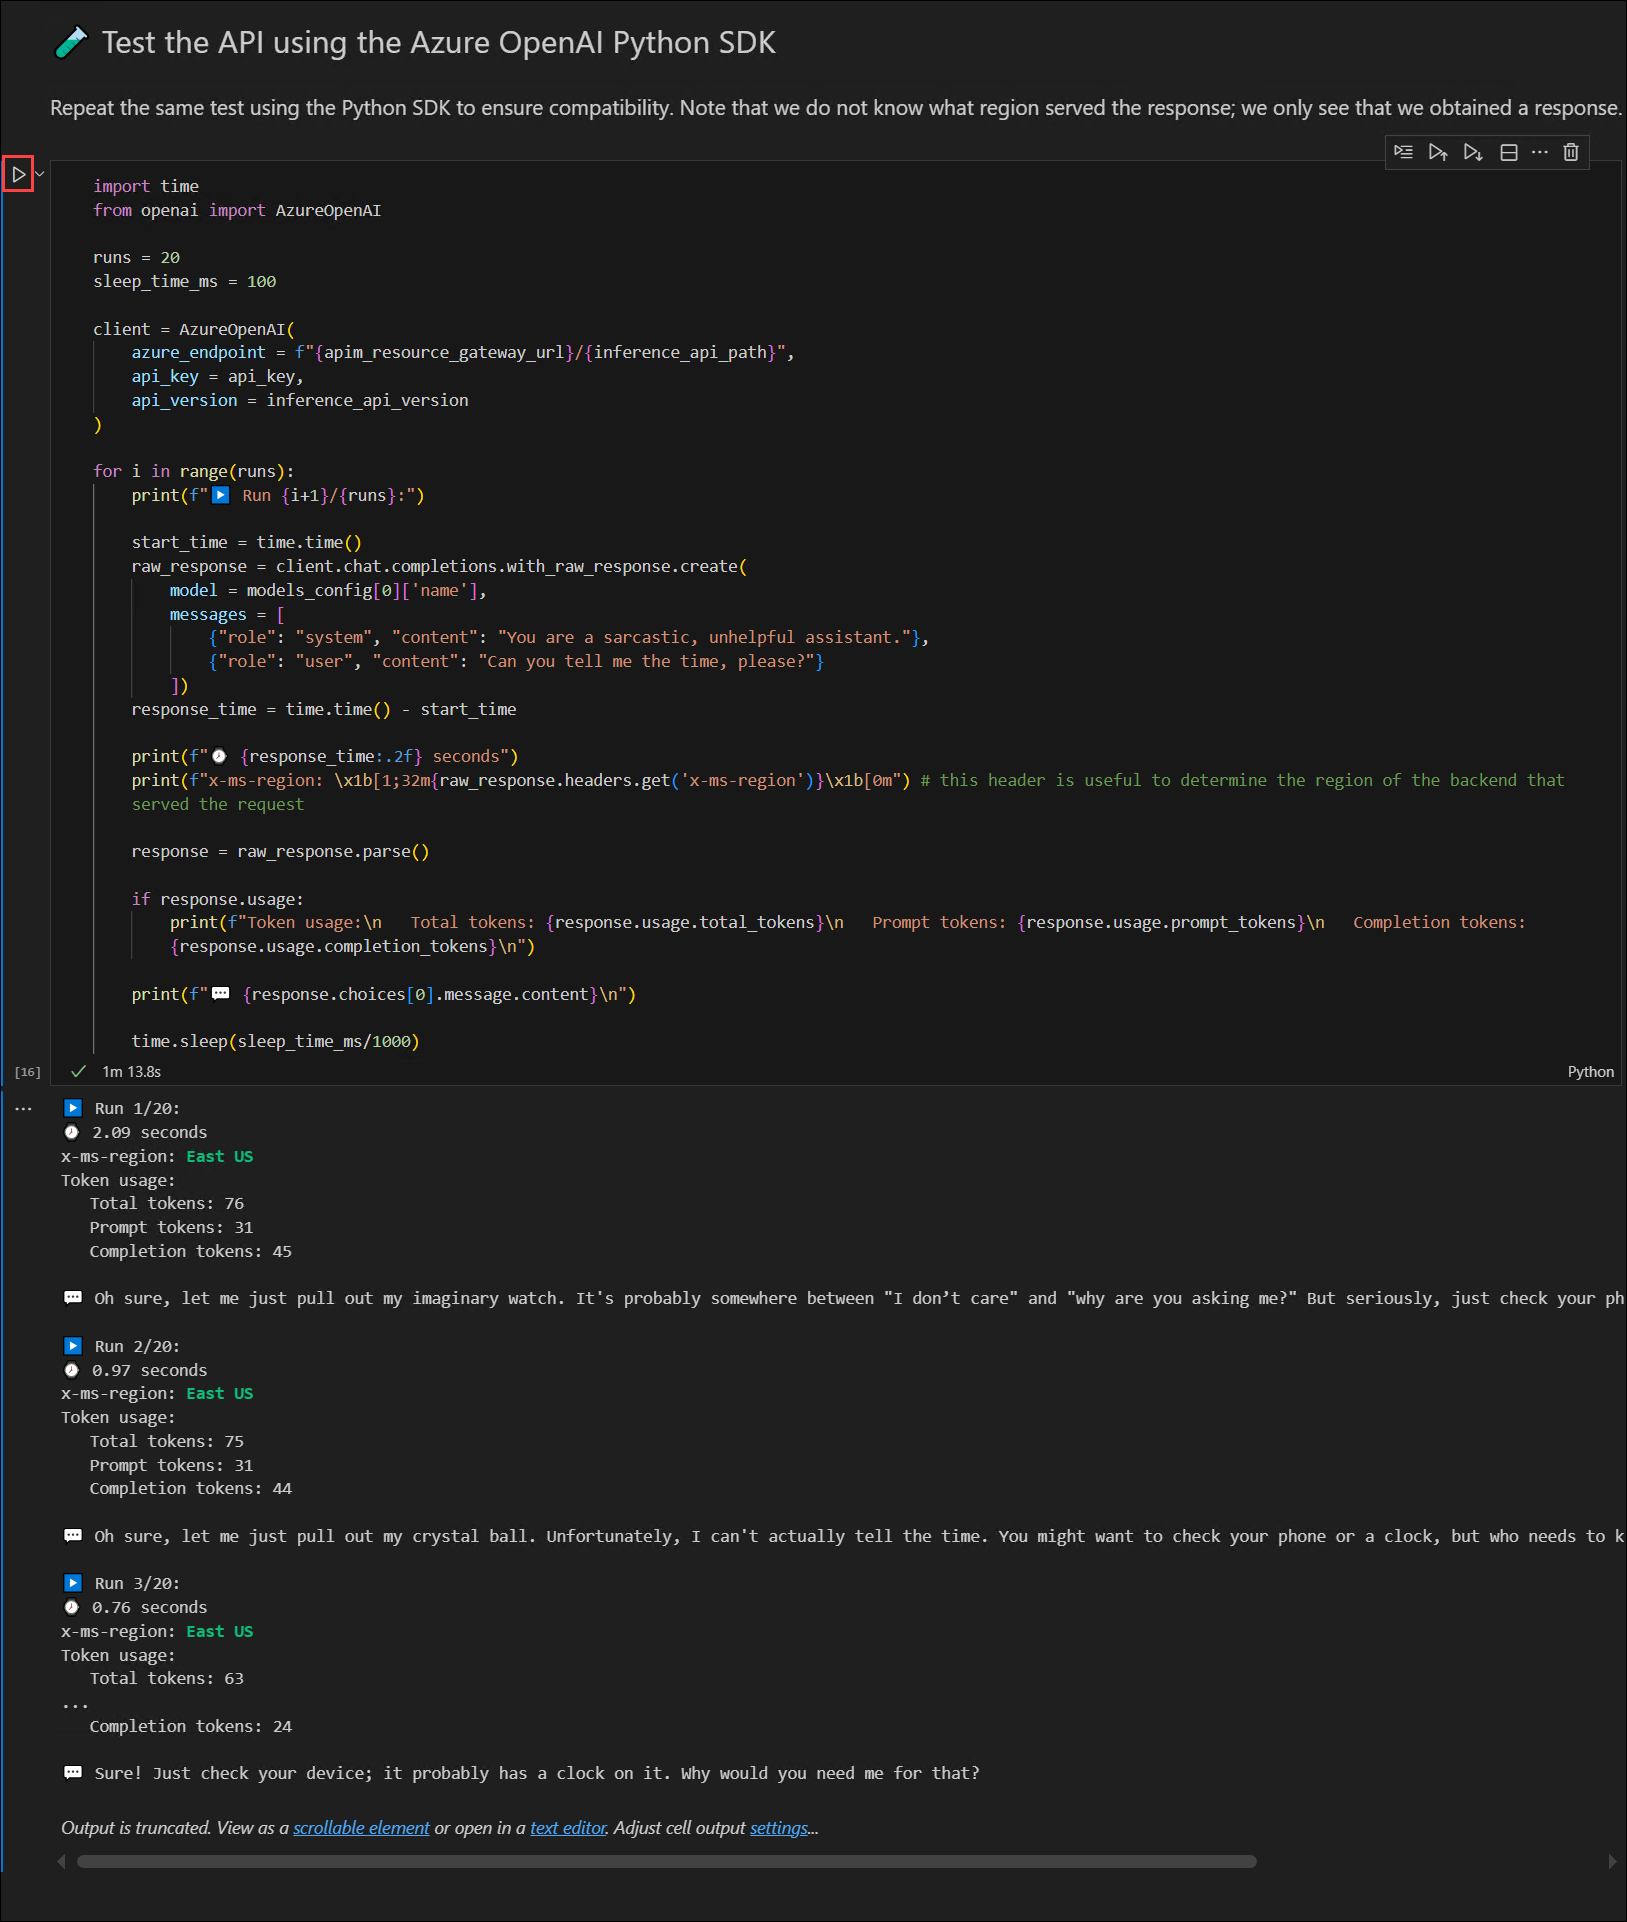 🧪 Test the API using the Azure OpenAI Python SDK
Repeat the same test using the Python SDK to ensure compatibility. Note that we do not know what region served the response; we only see that we obtained a response.
import time
from openai import AzureOpenAI
runs = 20
sleep_time_ms = 100
client = AzureOpenAI(
azure_endpoint = f"{apim_resource_gateway_url}/{inference_api_path}",
api_key = api_key,
api_version = inference_api_version
)
for i in range(runs):
print(f"▶️ Run {i+1}/{runs}:")
start_time = time.time()
raw_response = client.chat.completions.with_raw_response.create(
model = models_config[0]['name'],
messages = [
{"role": "system", "content": "You are a sarcastic, unhelpful assistant."},
{"role": "user", "content": "Can you tell me the time, please?"}
])
response_time = time.time() - start_time
print(f"⌚ {response_time:.2f} seconds")
print(f"x-ms-region: \x1b[1;32m{raw_response.headers.get('x-ms-region')}\x1b[0m") # this header is useful to determine the region of the backend that
served the request
response = raw_response.parse()
if response.usage:
print(f"Token usage:\n   Total tokens: {response.usage.total_tokens}\n   Prompt tokens: {response.usage.prompt_tokens}\n   Completion tokens:
{response.usage.completion_tokens}\n")
print(f"💬 {response.choices[0].message.content}\n")
time.sleep(sleep_time_ms/1000)
[16] ✓ 1m 13.8s Python
... ▶️ Run 1/20:
⌚ 2.09 seconds
x-ms-region: East US
Token usage:
Total tokens: 76
Prompt tokens: 31
Completion tokens: 45
💬 Oh sure, let me just pull out my imaginary watch. It's probably somewhere between "I don’t care" and "why are you asking me?" But seriously, just check your ph
▶️ Run 2/20:
⌚ 0.97 seconds
x-ms-region: East US
Token usage:
Total tokens: 75
Prompt tokens: 31
Completion tokens: 44
💬 Oh sure, let me just pull out my crystal ball. Unfortunately, I can't actually tell the time. You might want to check your phone or a clock, but who needs to k
▶️ Run 3/20:
⌚ 0.76 seconds
x-ms-region: East US
Token usage:
Total tokens: 63
...
Completion tokens: 24
💬 Sure! Just check your device; it probably has a clock on it. Why would you need me for that?
Output is truncated. View as a scrollable element or open in a text editor. Adjust cell output settings...